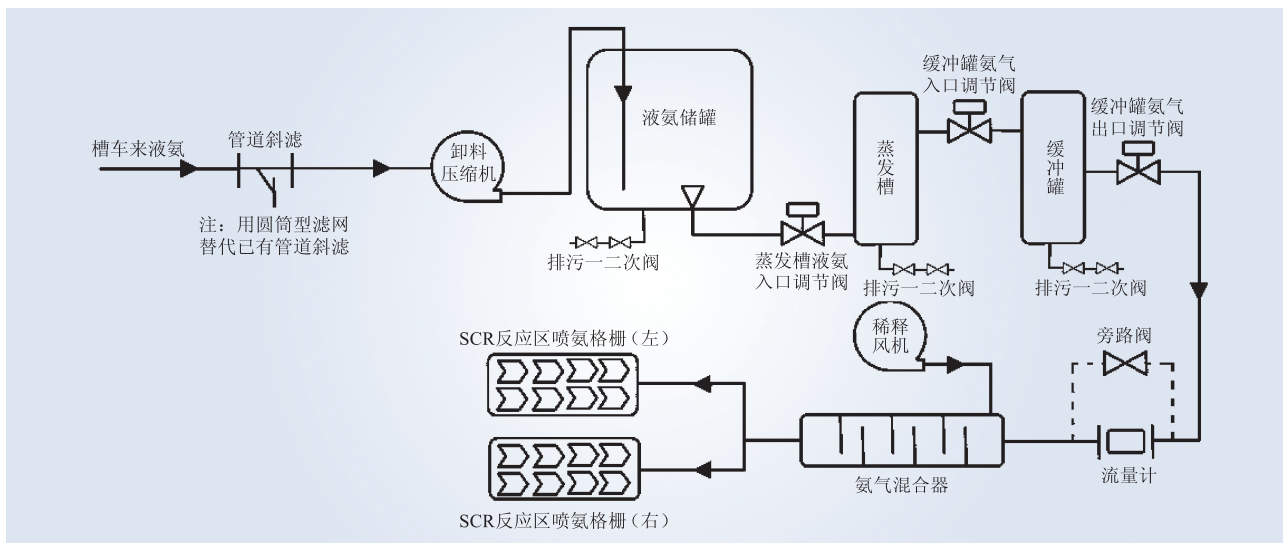 槽车来液氨
管道斜滤
注：用圆筒型滤网
替代已有管道斜滤
卸料
压缩机
液氨储罐
排污一二次阀
蒸发槽液氨
入口调节阀
蒸发槽
排污一二次阀
缓冲罐氨气
入口调节阀
缓冲罐
排污一二次阀
缓冲罐氨气
出口调节阀
旁路阀
流量计
稀释
风机
氨气混合器
SCR反应区喷氨格栅（左）
SCR反应区喷氨格栅（右）